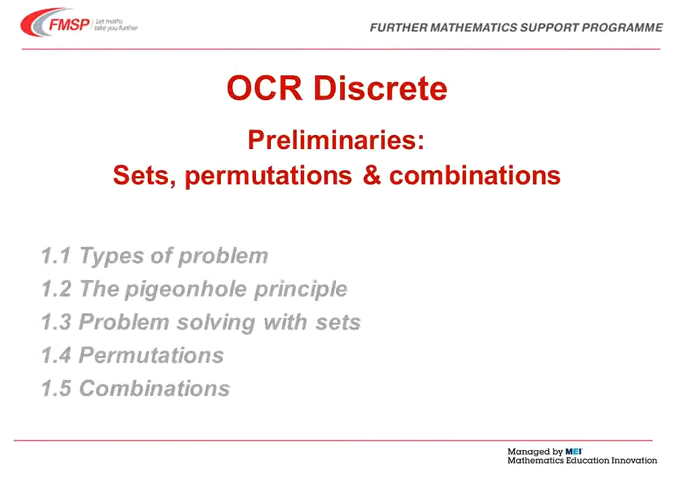 FMSP
Let maths
take you further
FURTHER MATHEMATICS SUPPORT PROGRAMME
OCR Discrete
Preliminaries:
Sets, permutations & combinations
1.1 Types of problem
1.2 The pigeonhole principle
1.3 Problem solving with sets
1.4 Permutations
1.5 Combinations
Managed by MEI
Mathematics Education Innovation